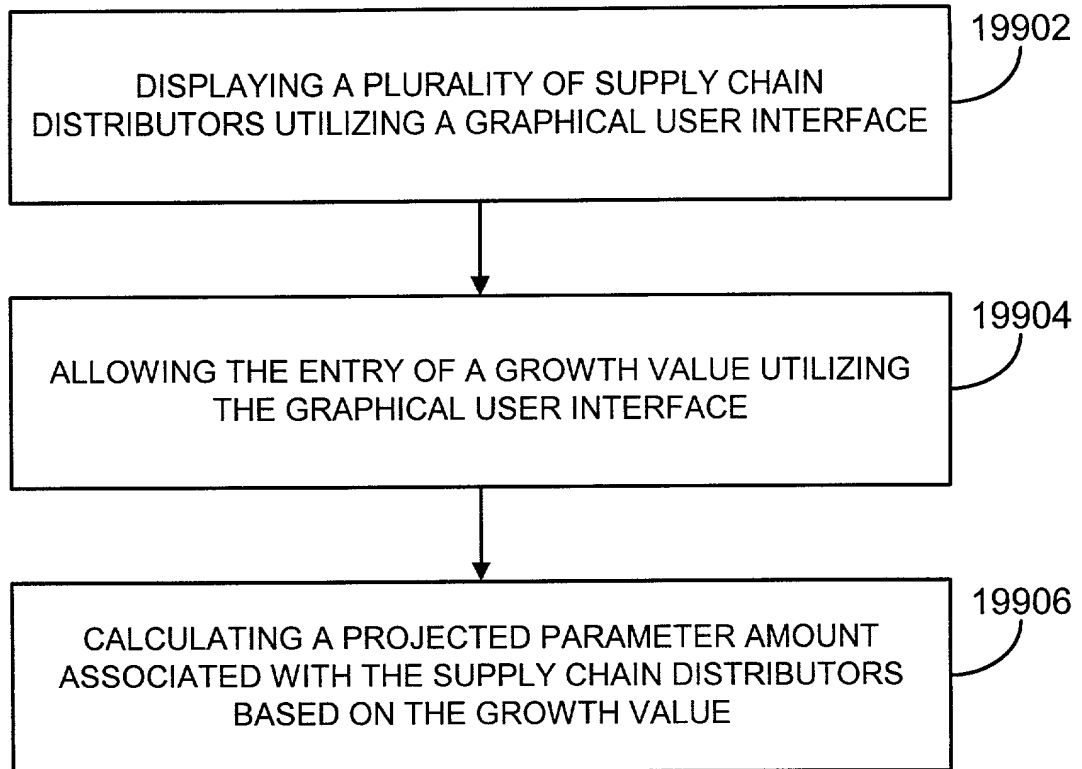 19902
DISPLAYING A PLURALITY OF SUPPLY CHAIN
DISTRIBUTORS UTILIZING A GRAPHICAL USER INTERFACE
19904
ALLOWING THE ENTRY OF A GROWTH VALUE UTILIZING
THE GRAPHICAL USER INTERFACE
19906
CALCULATING A PROJECTED PARAMETER AMOUNT
ASSOCIATED WITH THE SUPPLY CHAIN DISTRIBUTORS
BASED ON THE GROWTH VALUE